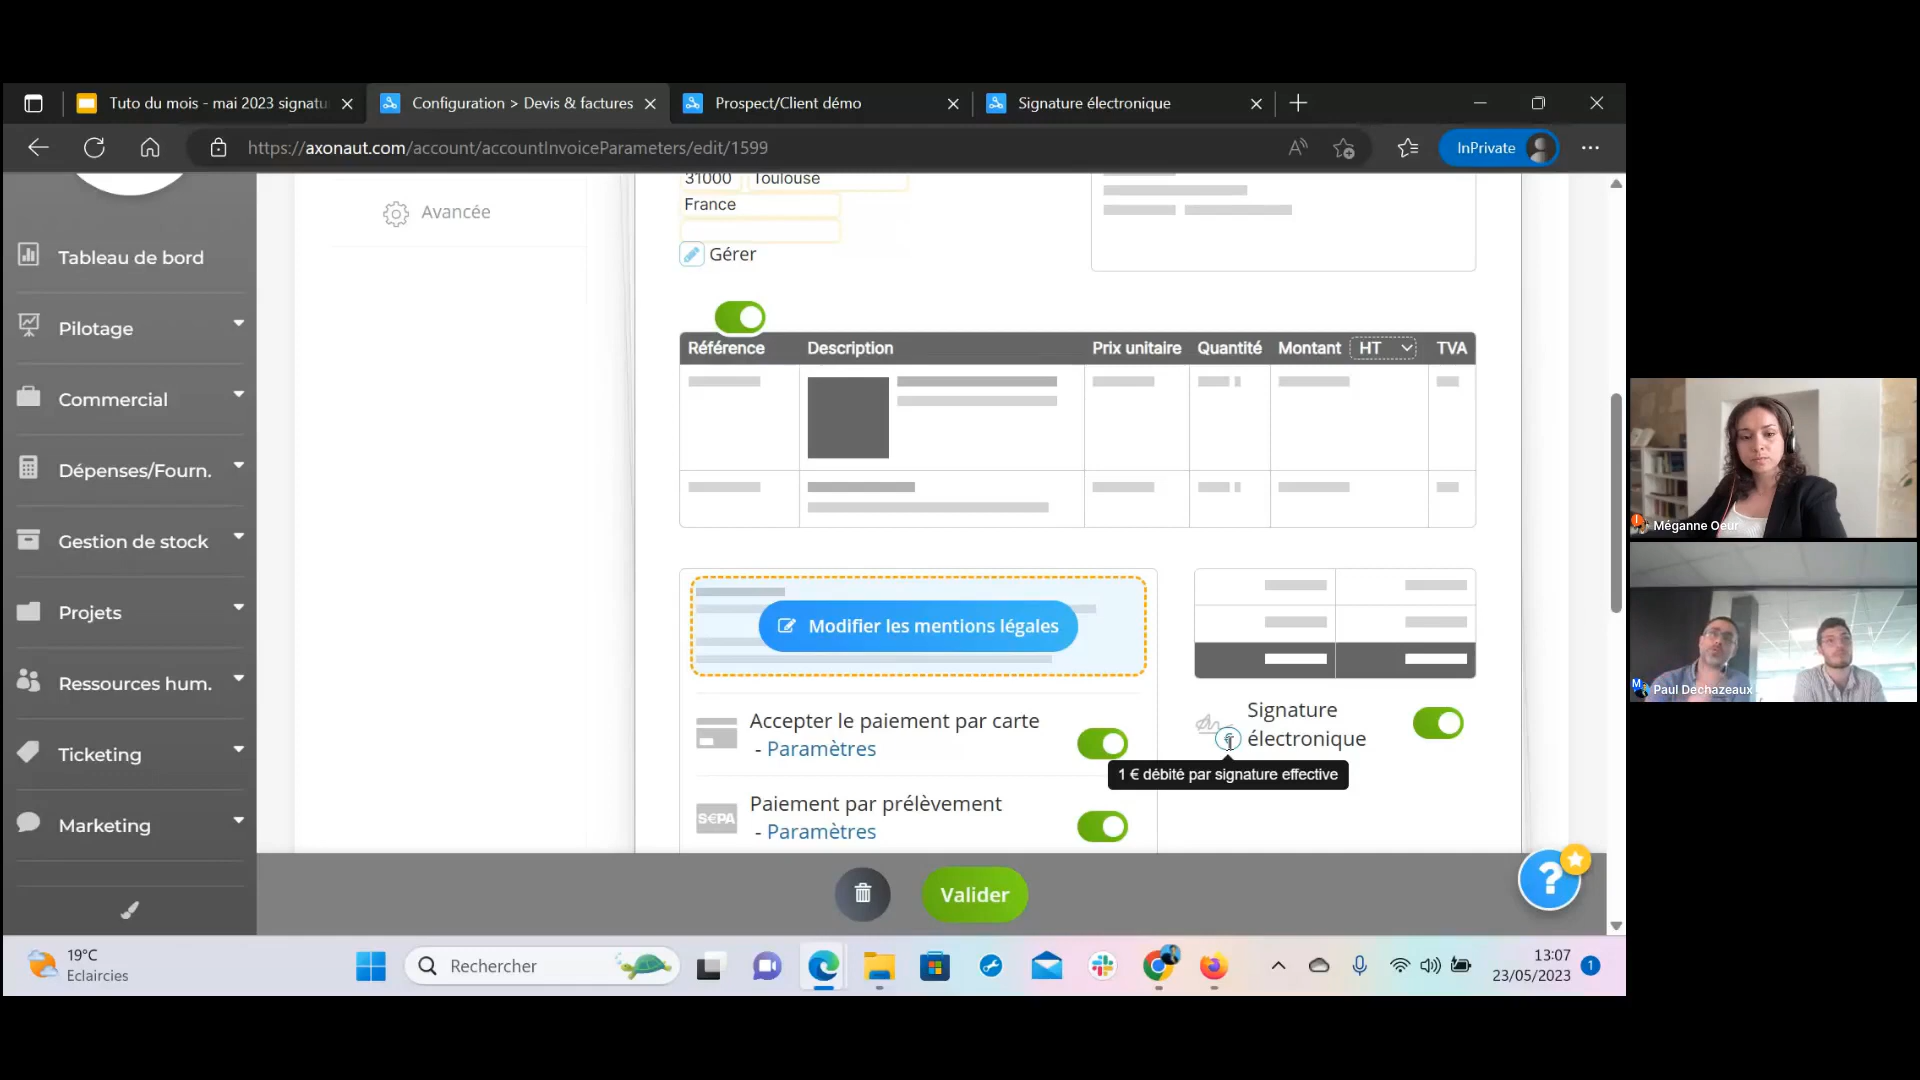 Tuto du mois - mai 2023 signatu
Configuration > Devis & factures
Prospect/Client démo
Signature électronique
https://axonaut.com/account/accountInvoiceParameters/edit/1599
InPrivate
Avancée
31000 Toulouse
France
Gérer
Tableau de bord
Pilotage
Commercial
Dépenses/Fourn.
Gestion de stock
Projets
Ressources hum.
Ticketing
Marketing
Référence Description Prix unitaire Quantité Montant HT TVA
Modifier les mentions légales
Accepter le paiement par carte
- Paramètres
Signature
électronique
1 € débité par signature effective
S€PA
Paiement par prélèvement
- Paramètres
Valider
?
Méganne Oeur
Paul Dechazeaux
19°C
Eclaircies
Rechercher
13:07
23/05/2023
1